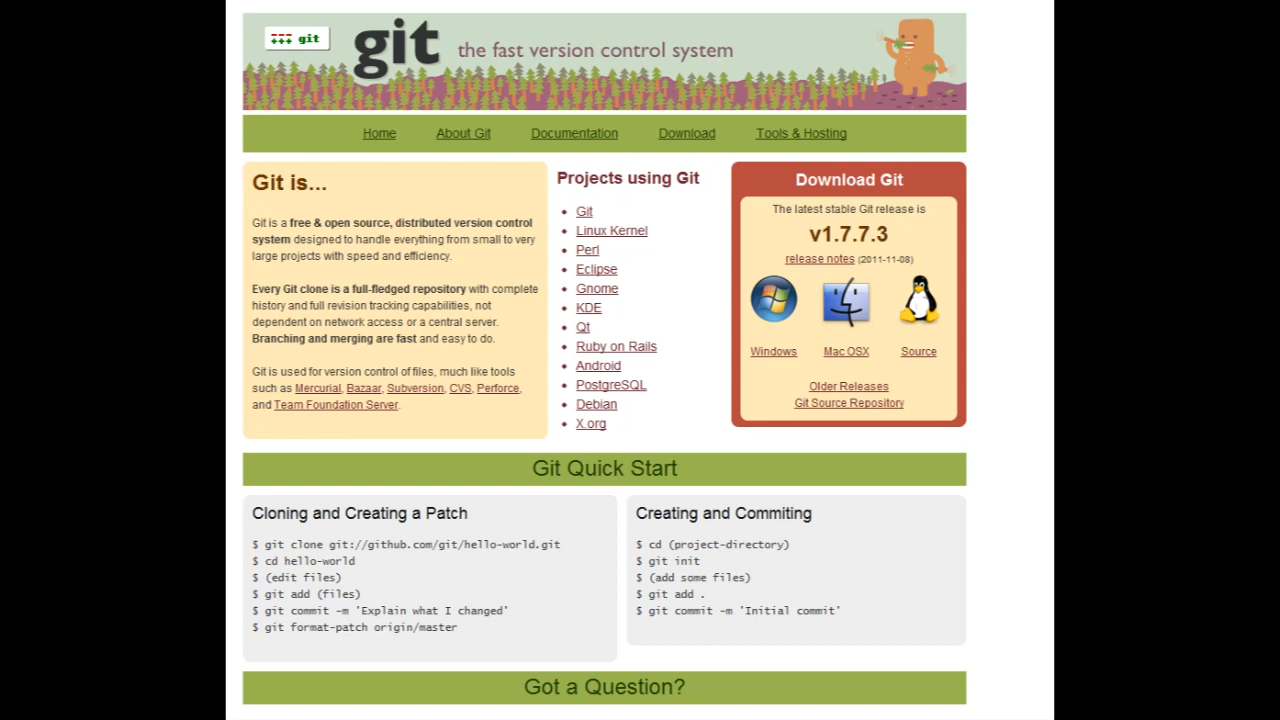 git
git
the fast version control system
Home
About Git
Documentation
Download
Tools & Hosting
Git is...
Git is a free & open source, distributed version control
system designed to handle everything from small to very
large projects with speed and efficiency.
Every Git clone is a full-fledged repository with complete
history and full revision tracking capabilities, not
dependent on network access or a central server.
Branching and merging are fast and easy to do.
Git is used for version control of files, much like tools
such as Mercurial, Bazaar, Subversion, CVS, Perforce,
and Team Foundation Server.
Projects using Git
Git
Linux Kernel
Perl
Eclipse
Gnome
KDE
Qt
Ruby on Rails
Android
PostgreSQL
Debian
X.org
Download Git
The latest stable Git release is
v1.7.7.3
release notes (2011-11-08)
Windows
Mac OSX
Source
Older Releases
Git Source Repository
Git Quick Start
Cloning and Creating a Patch
$ git clone git://github.com/git/hello-world.git
$ cd hello-world
$ (edit files)
$ git add (files)
$ git commit -m 'Explain what I changed'
$ git format-patch origin/master
Creating and Commiting
$ cd (project-directory)
$ git init
$ (add some files)
$ git add .
$ git commit -m 'Initial commit'
Got a Question?